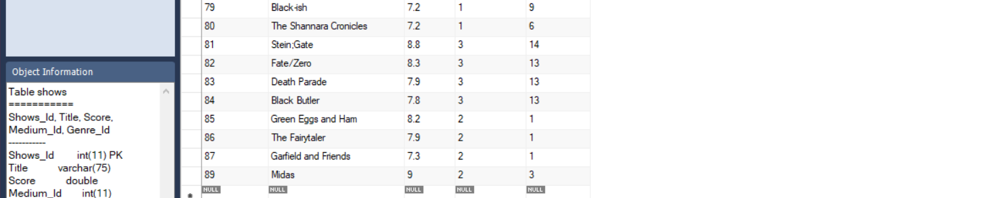 79 Black-ish 7.2 1 9
80 The Shannara Cronicles 7.2 1 6
81 Stein;Gate 8.8 3 14
82 Fate/Zero 8.3 3 13
83 Death Parade 7.9 3 13
84 Black Butler 7.8 3 13
85 Green Eggs and Ham 8.2 2 1
86 The Fairytaler 7.9 2 1
87 Garfield and Friends 7.3 2 1
89 Midas 9 2 3
* NULL NULL NULL NULL NULL
Object Information
Table shows
===========
Shows_Id, Title, Score,
Medium_Id, Genre_Id
-----------
Shows_Id int(11) PK
Title varchar(75)
Score double
Medium_Id int(11)